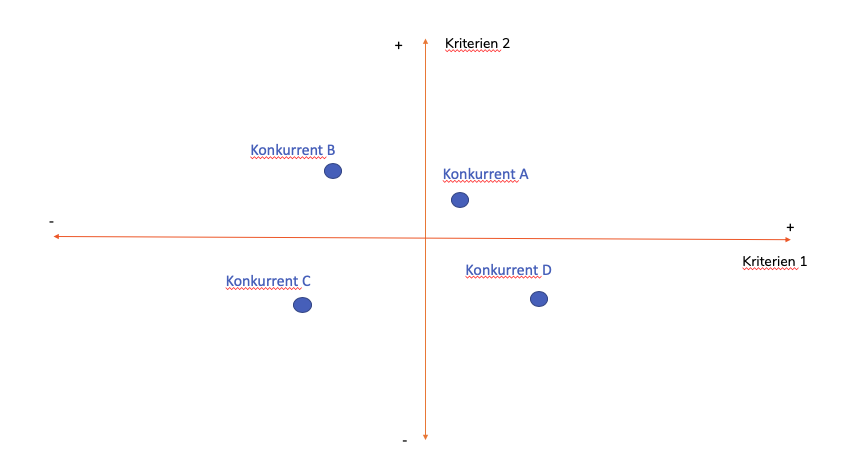 +
Kriterien 2
Konkurrent B
Konkurrent A
-
+
Kriterien 1
Konkurrent D
Konkurrent C
-